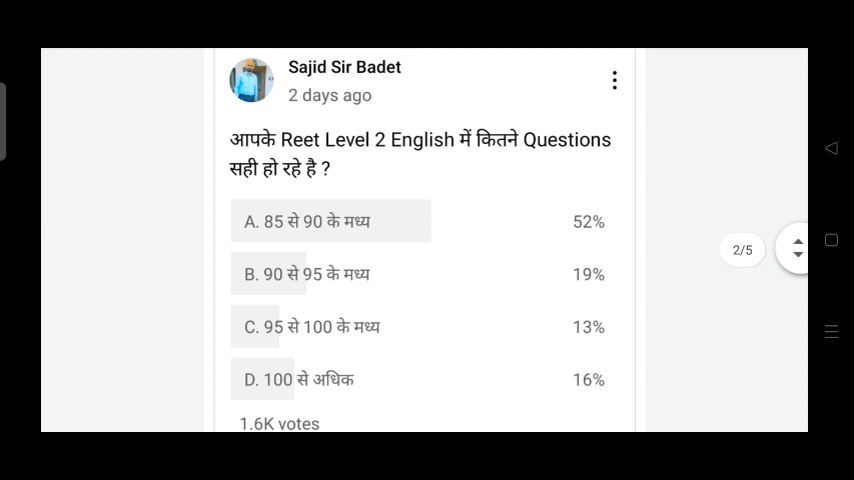 Sajid Sir Badet
2 days ago
आपके Reet Level 2 English में कितने Questions
सही हो रहे है ?
A. 85 से 90 के मध्य 52%
B. 90 से 95 के मध्य 19%
C. 95 से 100 के मध्य 13%
D. 100 से अधिक 16%
1.6K votes
2/5